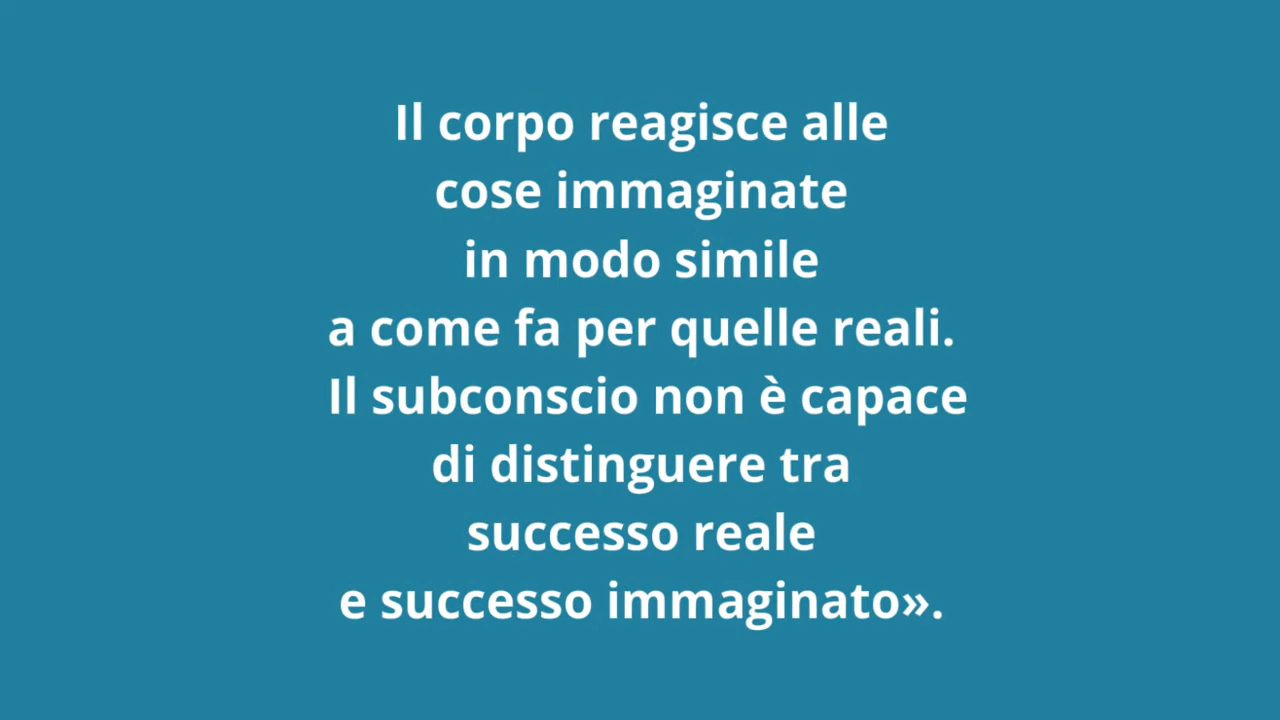 Il corpo reagisce alle
cose immaginate
in modo simile
a come fa per quelle reali.
Il subconscio non è capace
di distinguere tra
successo reale
e successo immaginato».